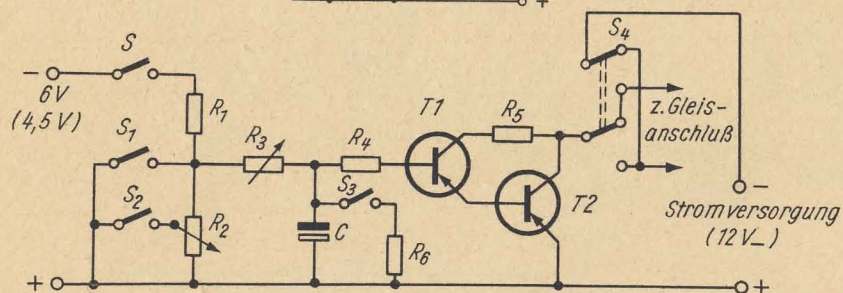 +
S
S4
−
6V
(4,5V)
R1
T1
R5
z. Gleis-
anschluß
S1
R3
R4
S3
−
S2
R2
C
R6
T2
Stromversorgung
(12V_)
+
+